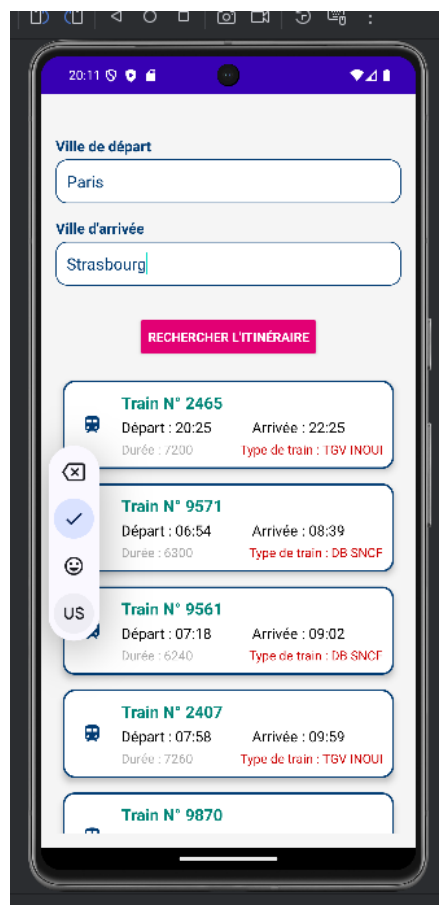 20:11
Ville de départ
Paris
Ville d'arrivée
Strasbourg
RECHERCHER L'ITINÉRAIRE
Train N° 2465
Départ : 20:25 Arrivée : 22:25
Durée : 7200 Type de train : TGV INOUI
Train N° 9571
Départ : 06:54 Arrivée : 08:39
Durée : 6300 Type de train : DB SNCF
Train N° 9561
US
Départ : 07:18 Arrivée : 09:02
Durée : 6240 Type de train : DB SNCF
Train N° 2407
Départ : 07:58 Arrivée : 09:59
Durée : 7260 Type de train : TGV INOUI
Train N° 9870